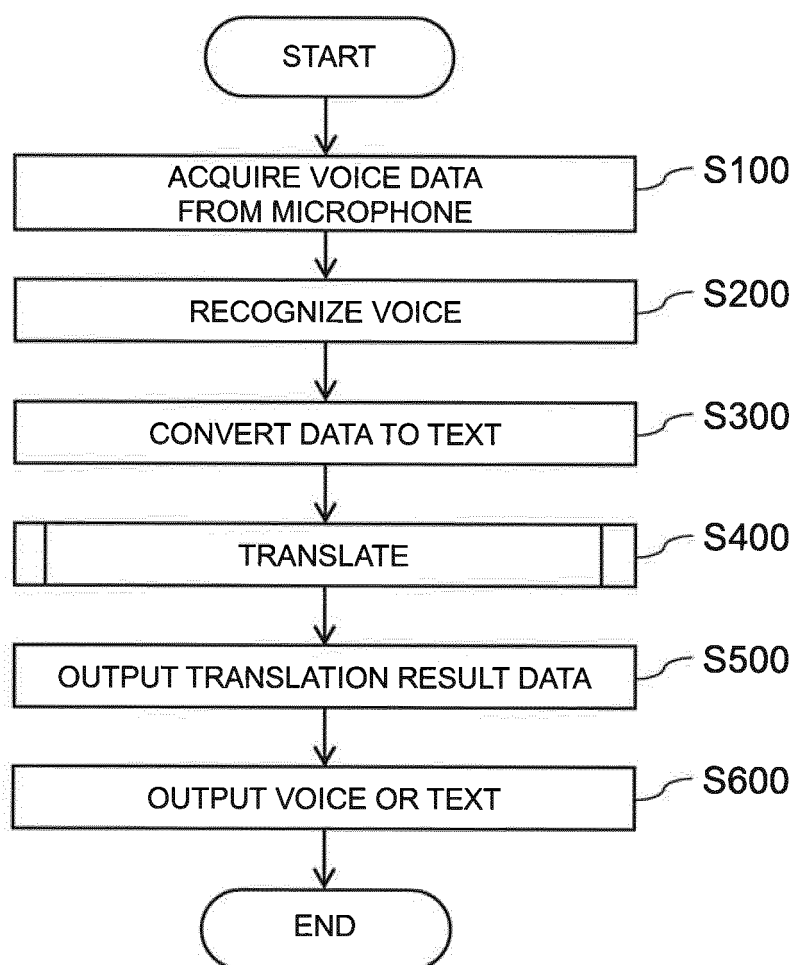 START
ACQUIRE VOICE DATA
FROM MICROPHONE
S100
RECOGNIZE VOICE
S200
CONVERT DATA TO TEXT
S300
TRANSLATE
S400
OUTPUT TRANSLATION RESULT DATA
S500
OUTPUT VOICE OR TEXT
S600
END